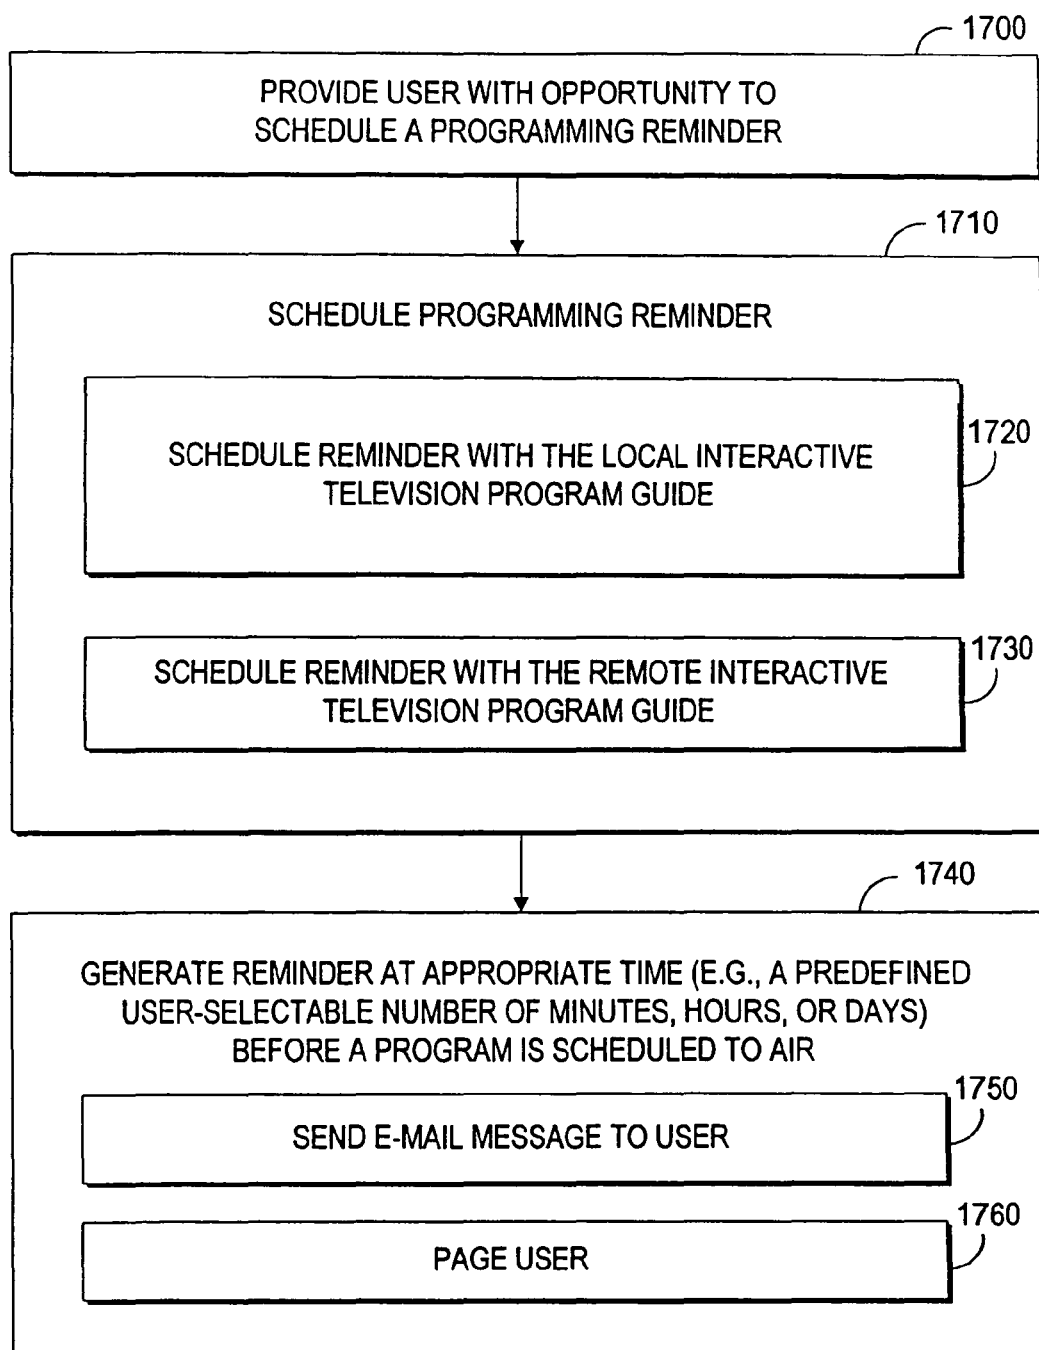 1700
PROVIDE USER WITH OPPORTUNITY TO
SCHEDULE A PROGRAMMING REMINDER
1710
SCHEDULE PROGRAMMING REMINDER
1720
SCHEDULE REMINDER WITH THE LOCAL INTERACTIVE
TELEVISION PROGRAM GUIDE
1730
SCHEDULE REMINDER WITH THE REMOTE INTERACTIVE
TELEVISION PROGRAM GUIDE
1740
GENERATE REMINDER AT APPROPRIATE TIME (E.G., A PREDEFINED
USER-SELECTABLE NUMBER OF MINUTES, HOURS, OR DAYS)
BEFORE A PROGRAM IS SCHEDULED TO AIR
1750
SEND E-MAIL MESSAGE TO USER
1760
PAGE USER